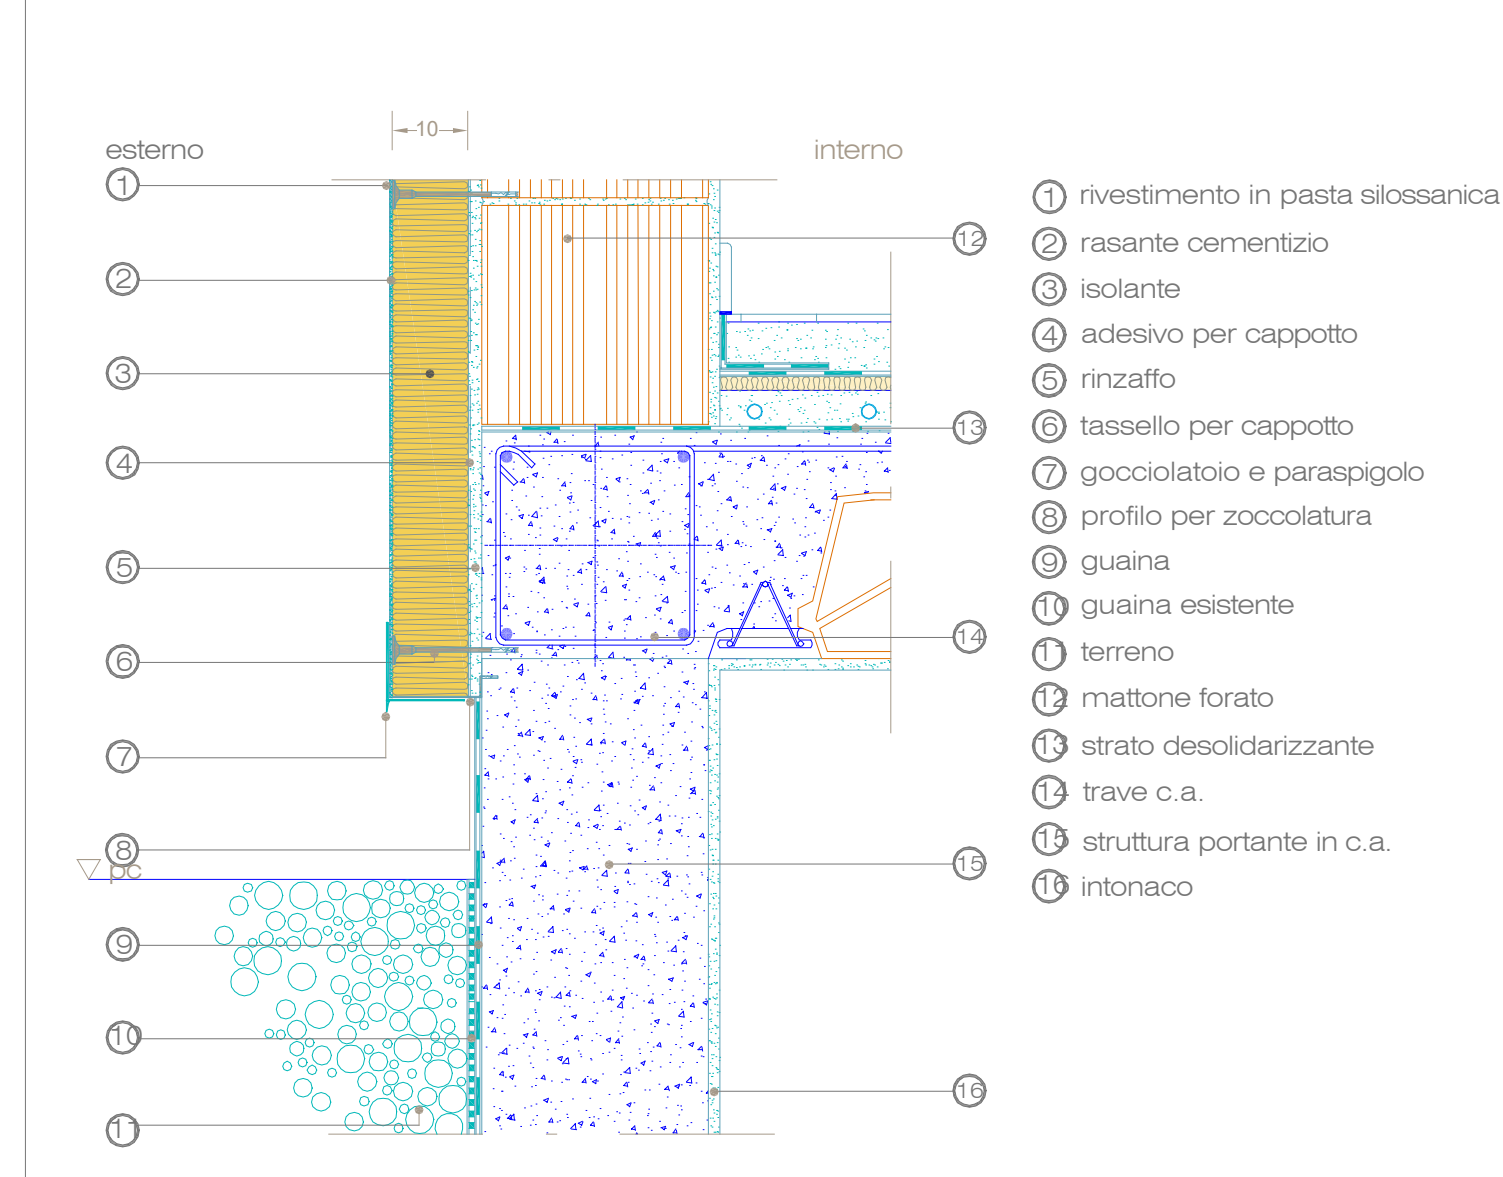 10
esterno
interno
1
2
3
4
5
6
7
8
pc
9
10
11
12
13
14
15
16
1 rivestimento in pasta silossanica
2 rasante cementizio
3 isolante
4 adesivo per cappotto
5 rinzaffo
6 tassello per cappotto
7 gocciolatoio e paraspigolo
8 profilo per zoccolatura
9 guaina
10 guaina esistente
11 terreno
12 mattone forato
13 strato desolidarizzante
14 trave c.a.
15 struttura portante in c.a.
16 intonaco